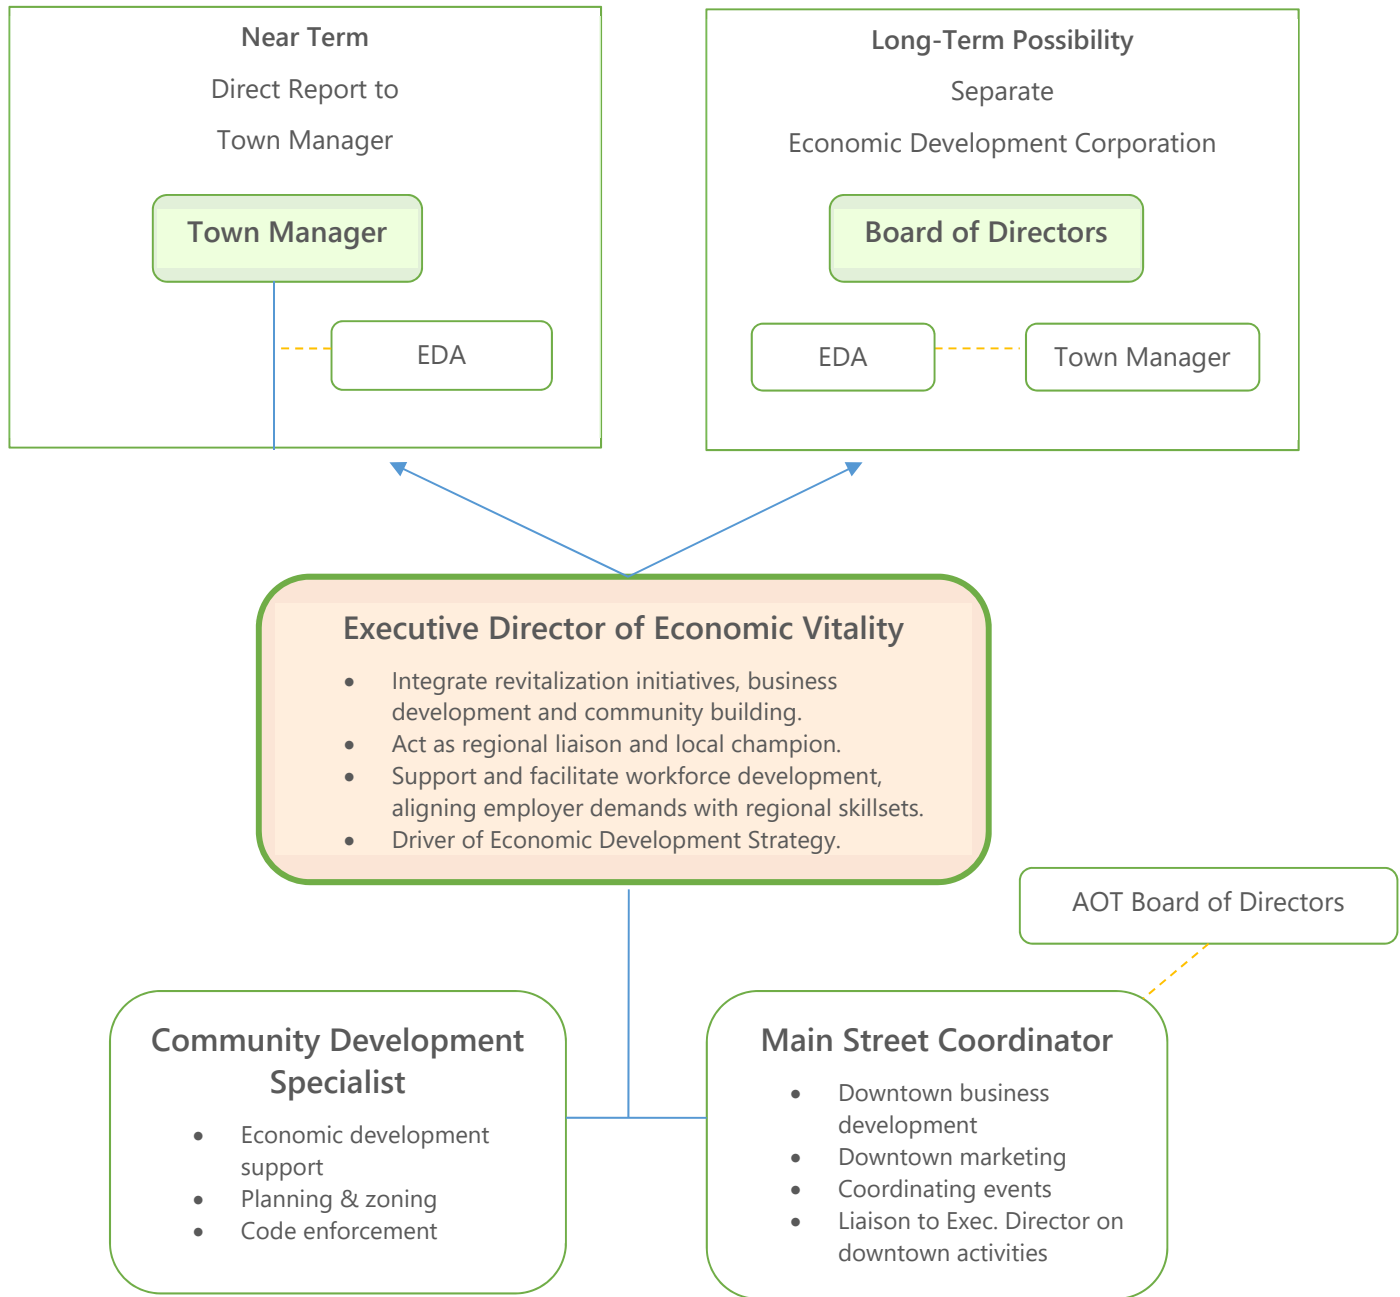 Near Term
Direct Report to
Town Manager
Town Manager
EDA
Long-Term Possibility
Separate
Economic Development Corporation
Board of Directors
EDA
Town Manager
Executive Director of Economic Vitality
• Integrate revitalization initiatives, business
development and community building.
• Act as regional liaison and local champion.
• Support and facilitate workforce development,
aligning employer demands with regional skillsets.
• Driver of Economic Development Strategy.
AOT Board of Directors
Community Development
Specialist
• Economic development
support
• Planning & zoning
• Code enforcement
Main Street Coordinator
• Downtown business
development
• Downtown marketing
• Coordinating events
• Liaison to Exec. Director on
downtown activities